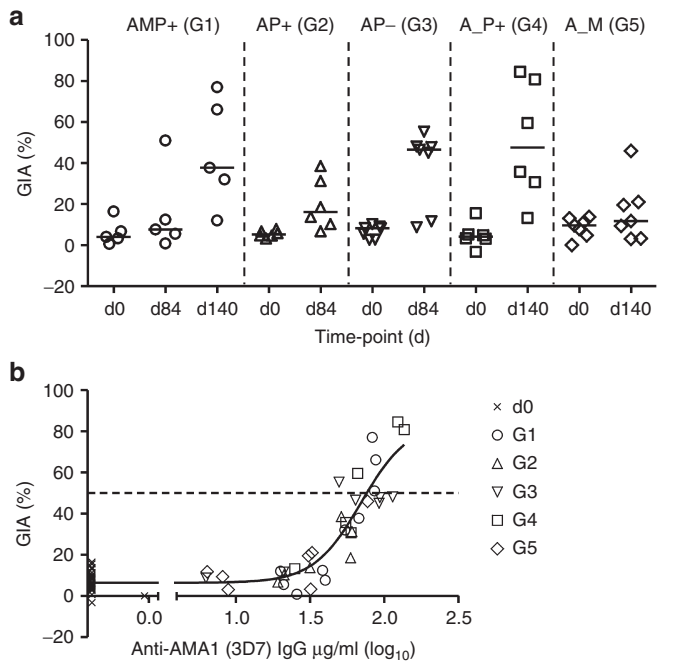 a
AMP+ (G1) AP+ (G2) AP− (G3) A_P+ (G4) A_M (G5)
100
80
60
40
20
0
−20
GIA (%)
d0 d84 d140 d0 d84 d0 d84 d0 d140 d0 d140
Time-point (d)
b
100
80
60
40
20
0
−20
GIA (%)
d0
G1
G2
G3
G4
G5
0.0 1.0 1.5 2.0 2.5
Anti-AMA1 (3D7) IgG μg/ml (log10)